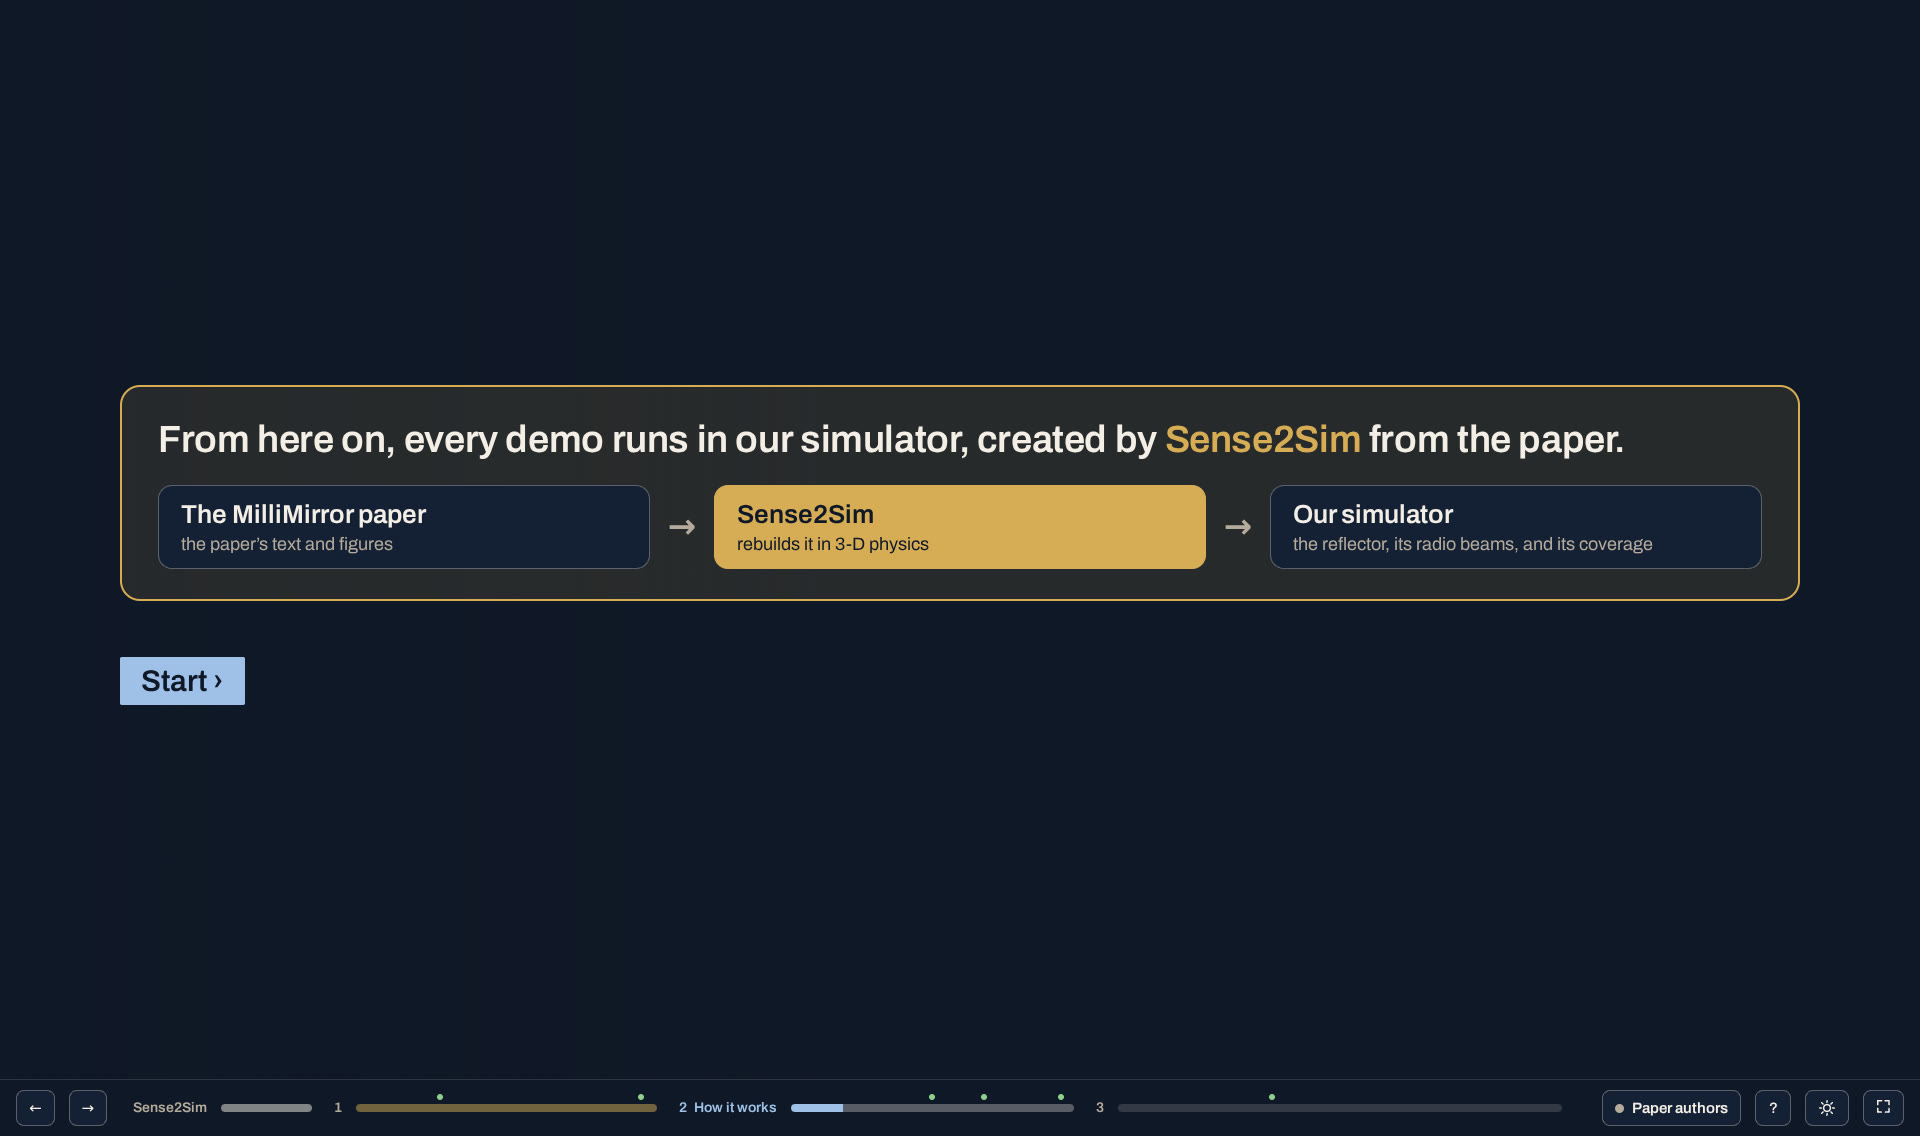 From here on, every demo runs in our simulator, created by Sense2Sim from the paper.
The MilliMirror paper
the paper’s text and figures
→
Sense2Sim
rebuilds it in 3-D physics
→
Our simulator
the reflector, its radio beams, and its coverage
Start ›
← → Sense2Sim 1 2 How it works 3 Paper authors ?